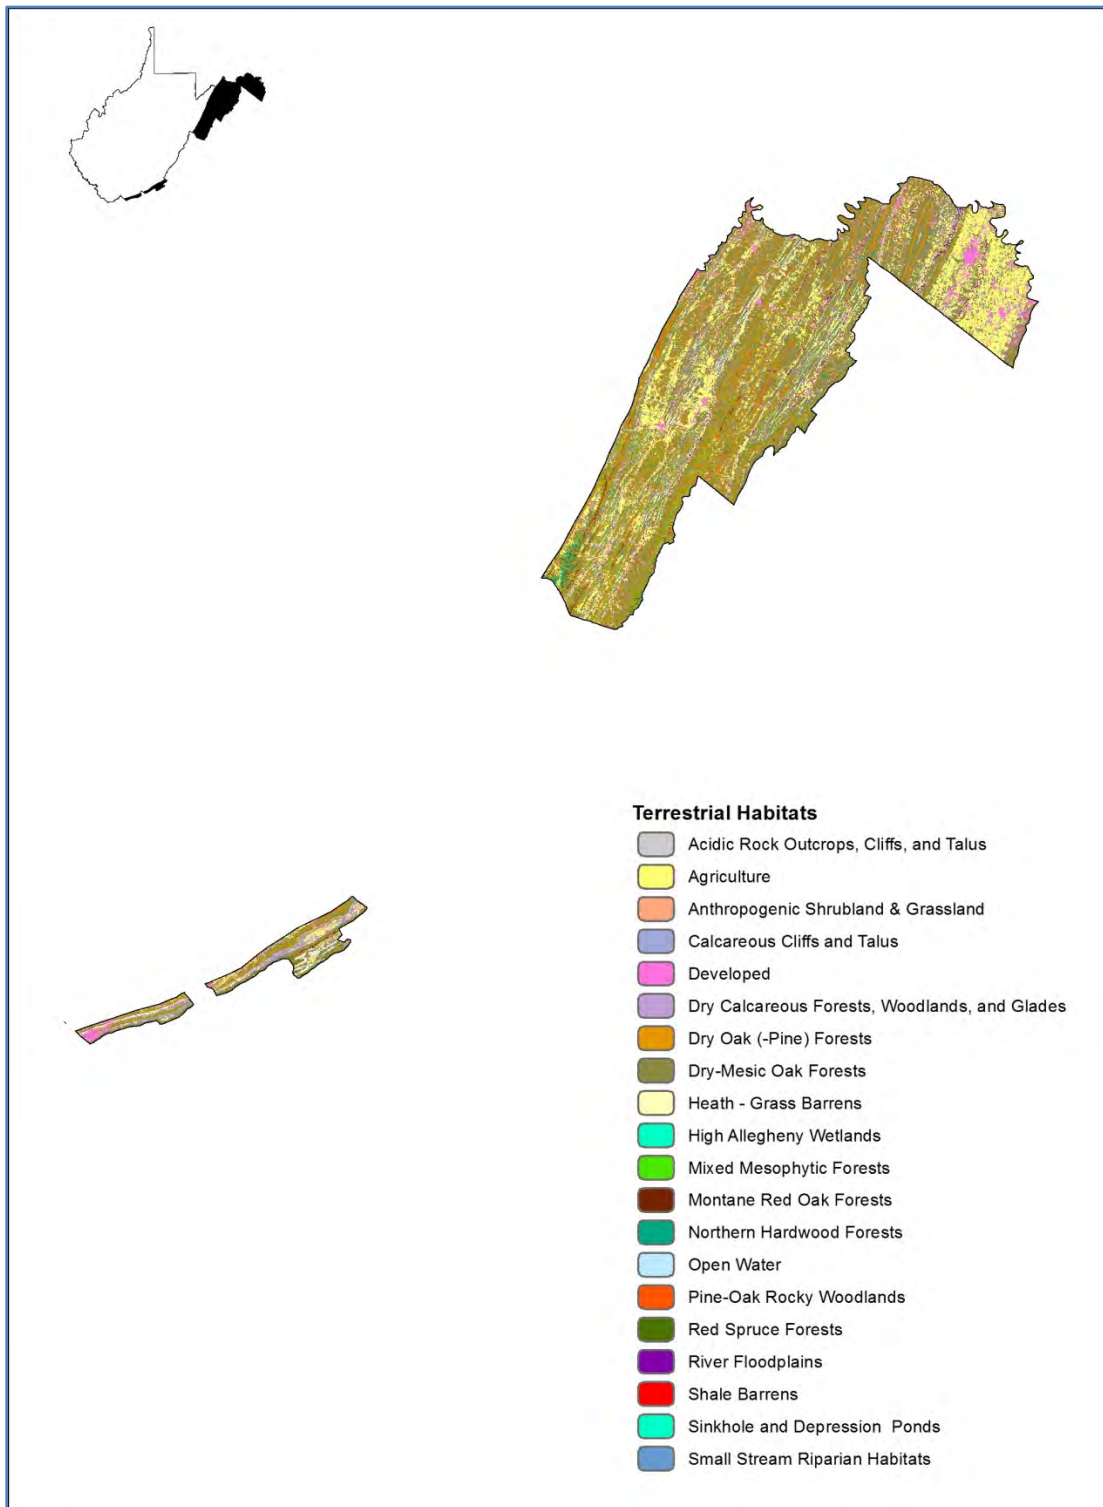 Terrestrial Habitats
Acidic Rock Outcrops, Cliffs, and Talus
Agriculture
Anthropogenic Shrubland & Grassland
Calcareous Cliffs and Talus
Developed
Dry Calcareous Forests, Woodlands, and Glades
Dry Oak (-Pine) Forests
Dry-Mesic Oak Forests
Heath - Grass Barrens
High Allegheny Wetlands
Mixed Mesophytic Forests
Montane Red Oak Forests
Northern Hardwood Forests
Open Water
Pine-Oak Rocky Woodlands
Red Spruce Forests
River Floodplains
Shale Barrens
Sinkhole and Depression  Ponds
Small Stream Riparian Habitats